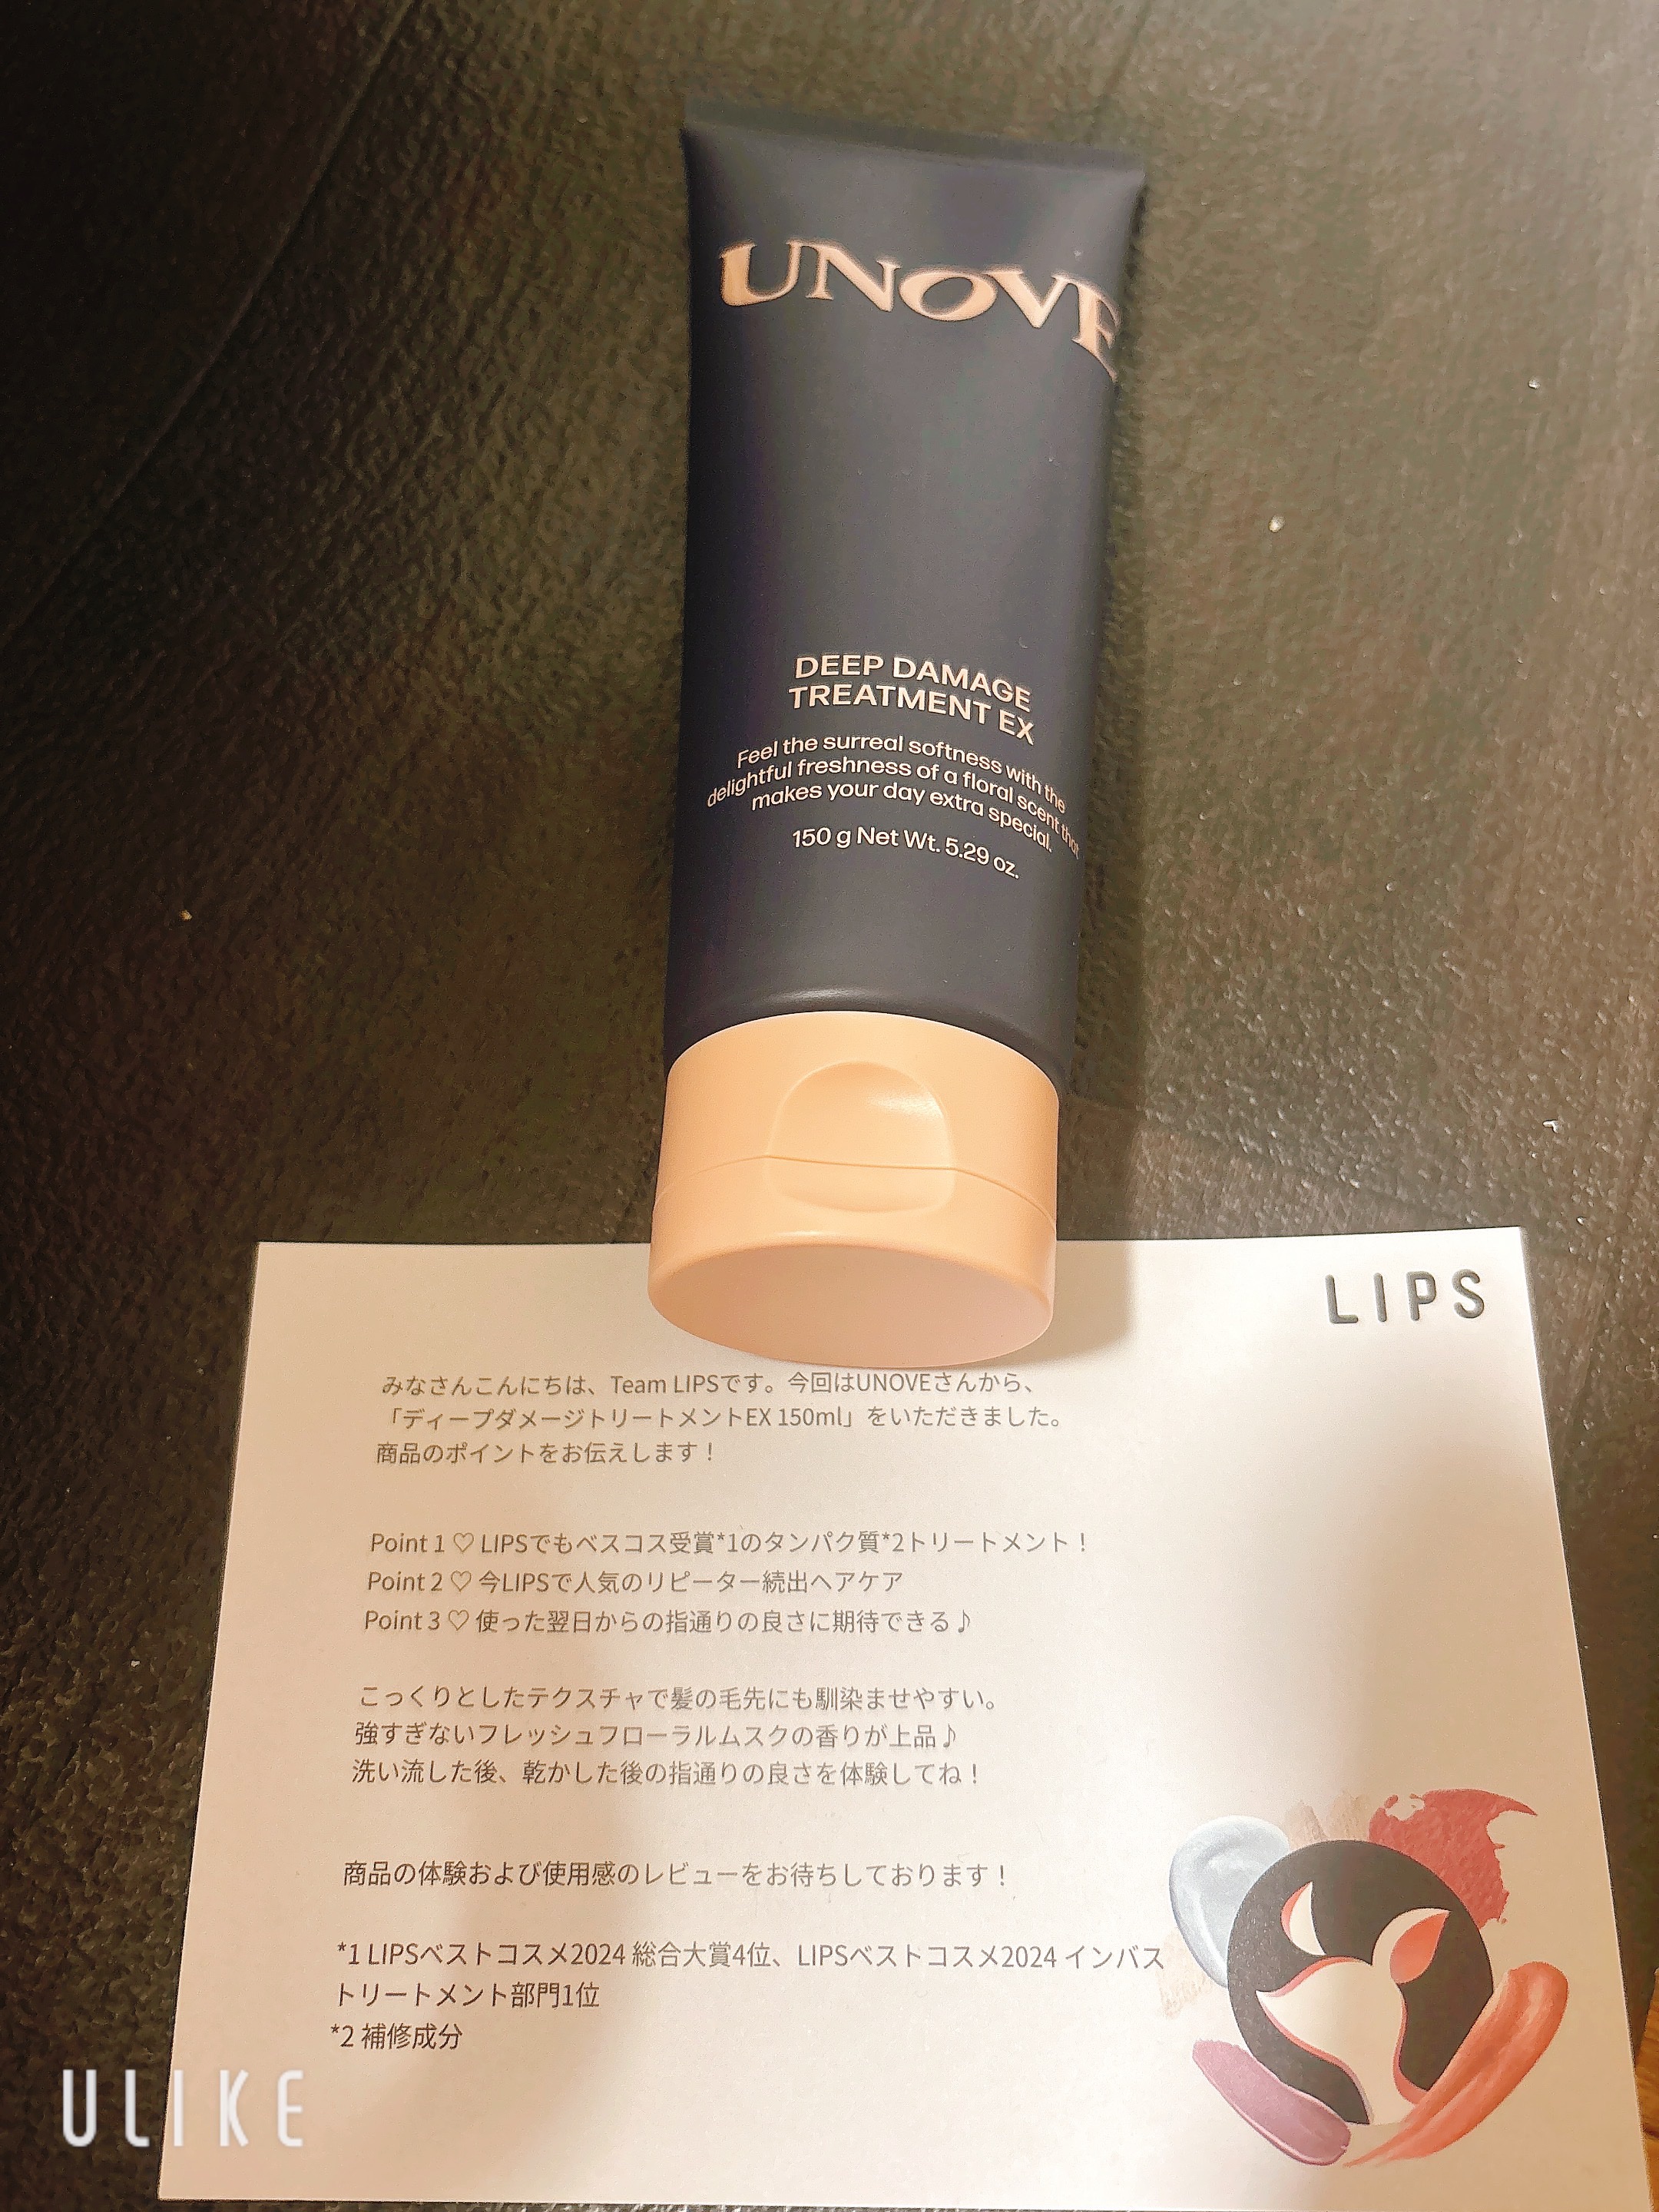 UNOVE
DEEP DAMAGE
TREATMENT EX
Feel the surreal softness with the
delightful freshness of a floral scent that
makes your day extra special.
150 g Net Wt. 5.29 oz.
LIPS
みなさんこんにちは、Team LIPSです。今回はUNOVEさんから、
「ディープダメージトリートメントEX 150ml」をいただきました。
商品のポイントをお伝えします！
Point 1 ♡ LIPSでもベスコス受賞*1のタンパク質*2トリートメント！
Point 2 ♡ 今LIPSで人気のリピーター続出ヘアケア
Point 3 ♡ 使った翌日からの指通りの良さに期待できる♪
こっくりとしたテクスチャで髪の毛先にも馴染ませやすい。
強すぎないフレッシュフローラルムスクの香りが上品♪
洗い流した後、乾かした後の指通りの良さを体験してね！
商品の体験および使用感のレビューをお待ちしております！
*1 LIPSベストコスメ2024 総合大賞4位、LIPSベストコスメ2024 インバス
トリートメント部門1位
*2 補修成分
ULIKE